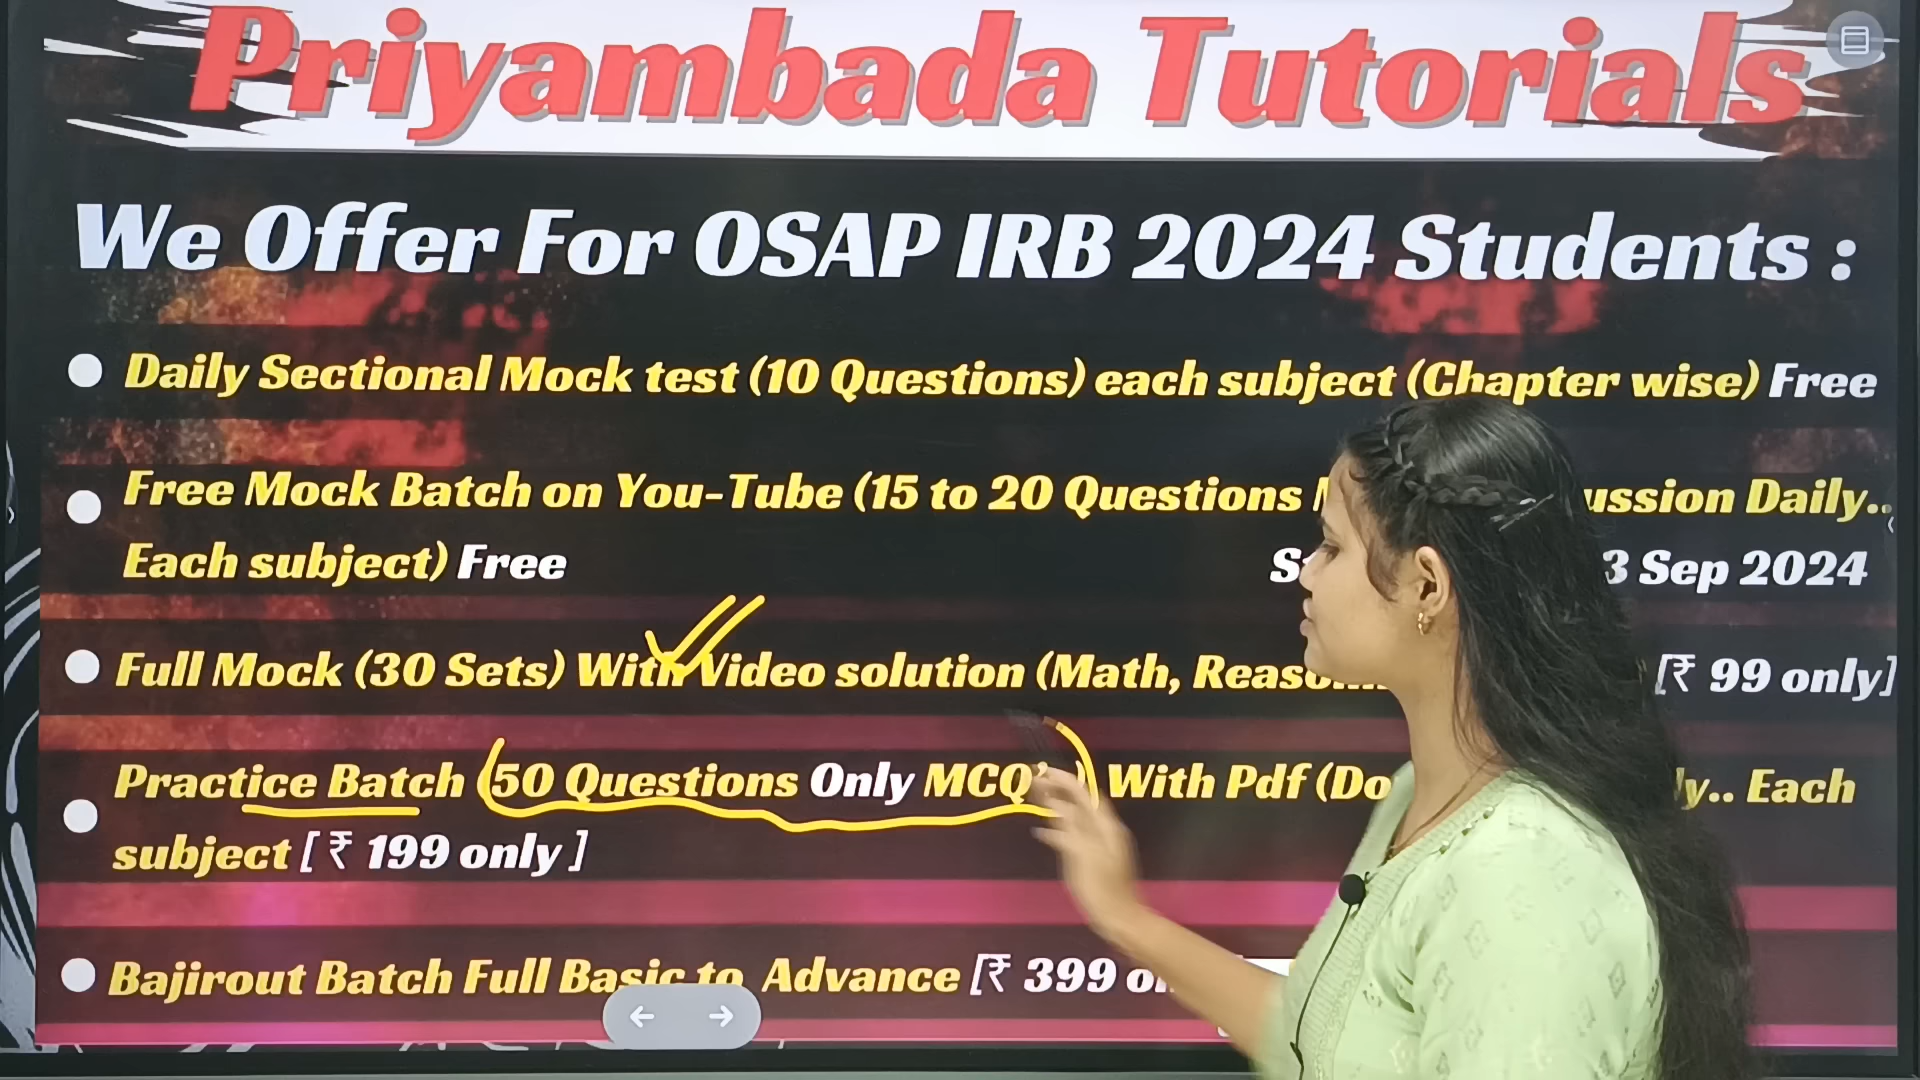 Priyambada Tutorials
We Offer For OSAP IRB 2024 Students :
Daily Sectional Mock test (10 Questions) each subject (Chapter wise) Free
Free Mock Batch on You-Tube (15 to 20 Questions Daily..
Each subject) Free 3 Sep 2024
Full Mock (30 Sets) With Video solution (Math, [₹ 99 only]
Practice Batch (50 Questions Only With Pdf Each
subject [ ₹ 199 only ]
Bajirout Batch Full Basic to Advance [₹ 399